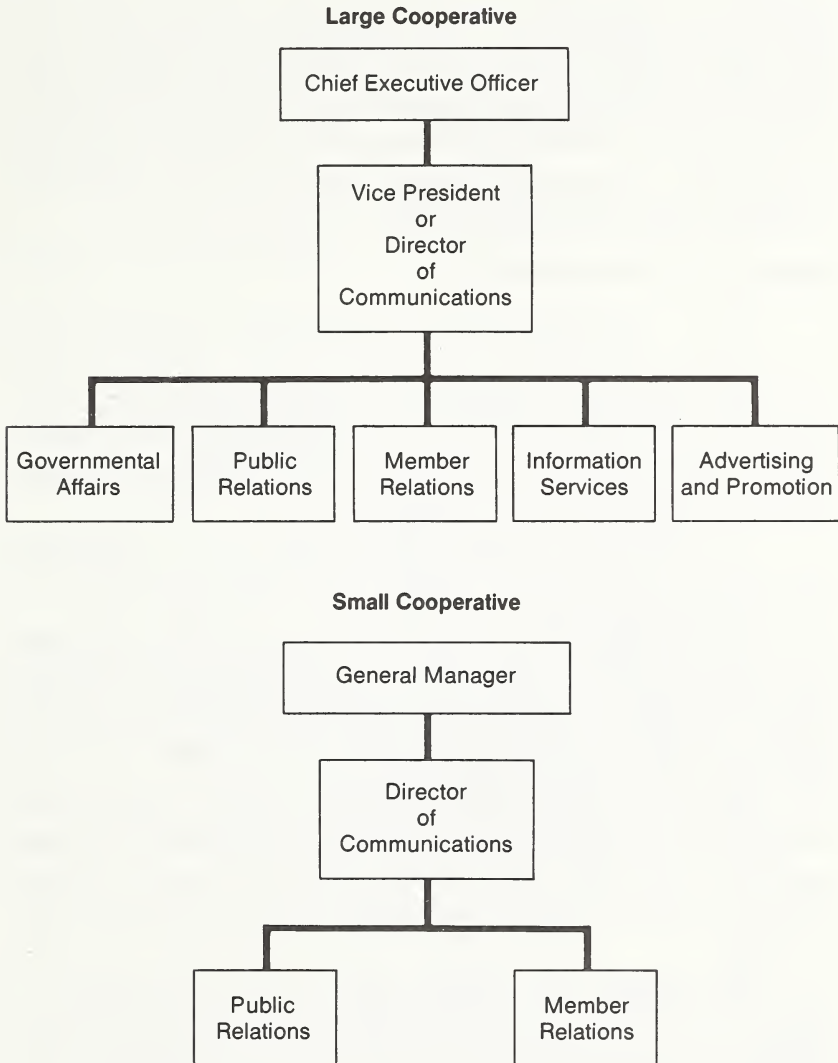 Large Cooperative
Chief Executive Officer
Vice President
or
Director
of
Communications
Governmental
Affairs
Public
Relations
Member
Relations
Information
Services
Advertising
and Promotion
Small Cooperative
General Manager
Director
of
Communications
Public
Relations
Member
Relations